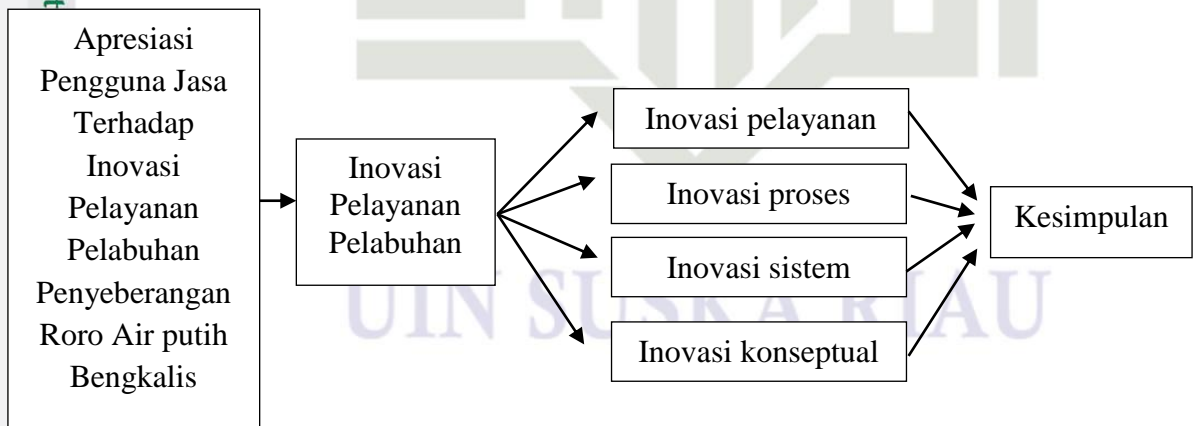 Apresiasi
Pengguna Jasa
Terhadap
Inovasi
Pelayanan
Pelabuhan
Penyeberangan
Roro Air putih
Bengkalis
Inovasi
Pelayanan
Pelabuhan
Inovasi pelayanan
Inovasi proses
Inovasi sistem
Inovasi konseptual
Kesimpulan
UIN SUSKA RIAU